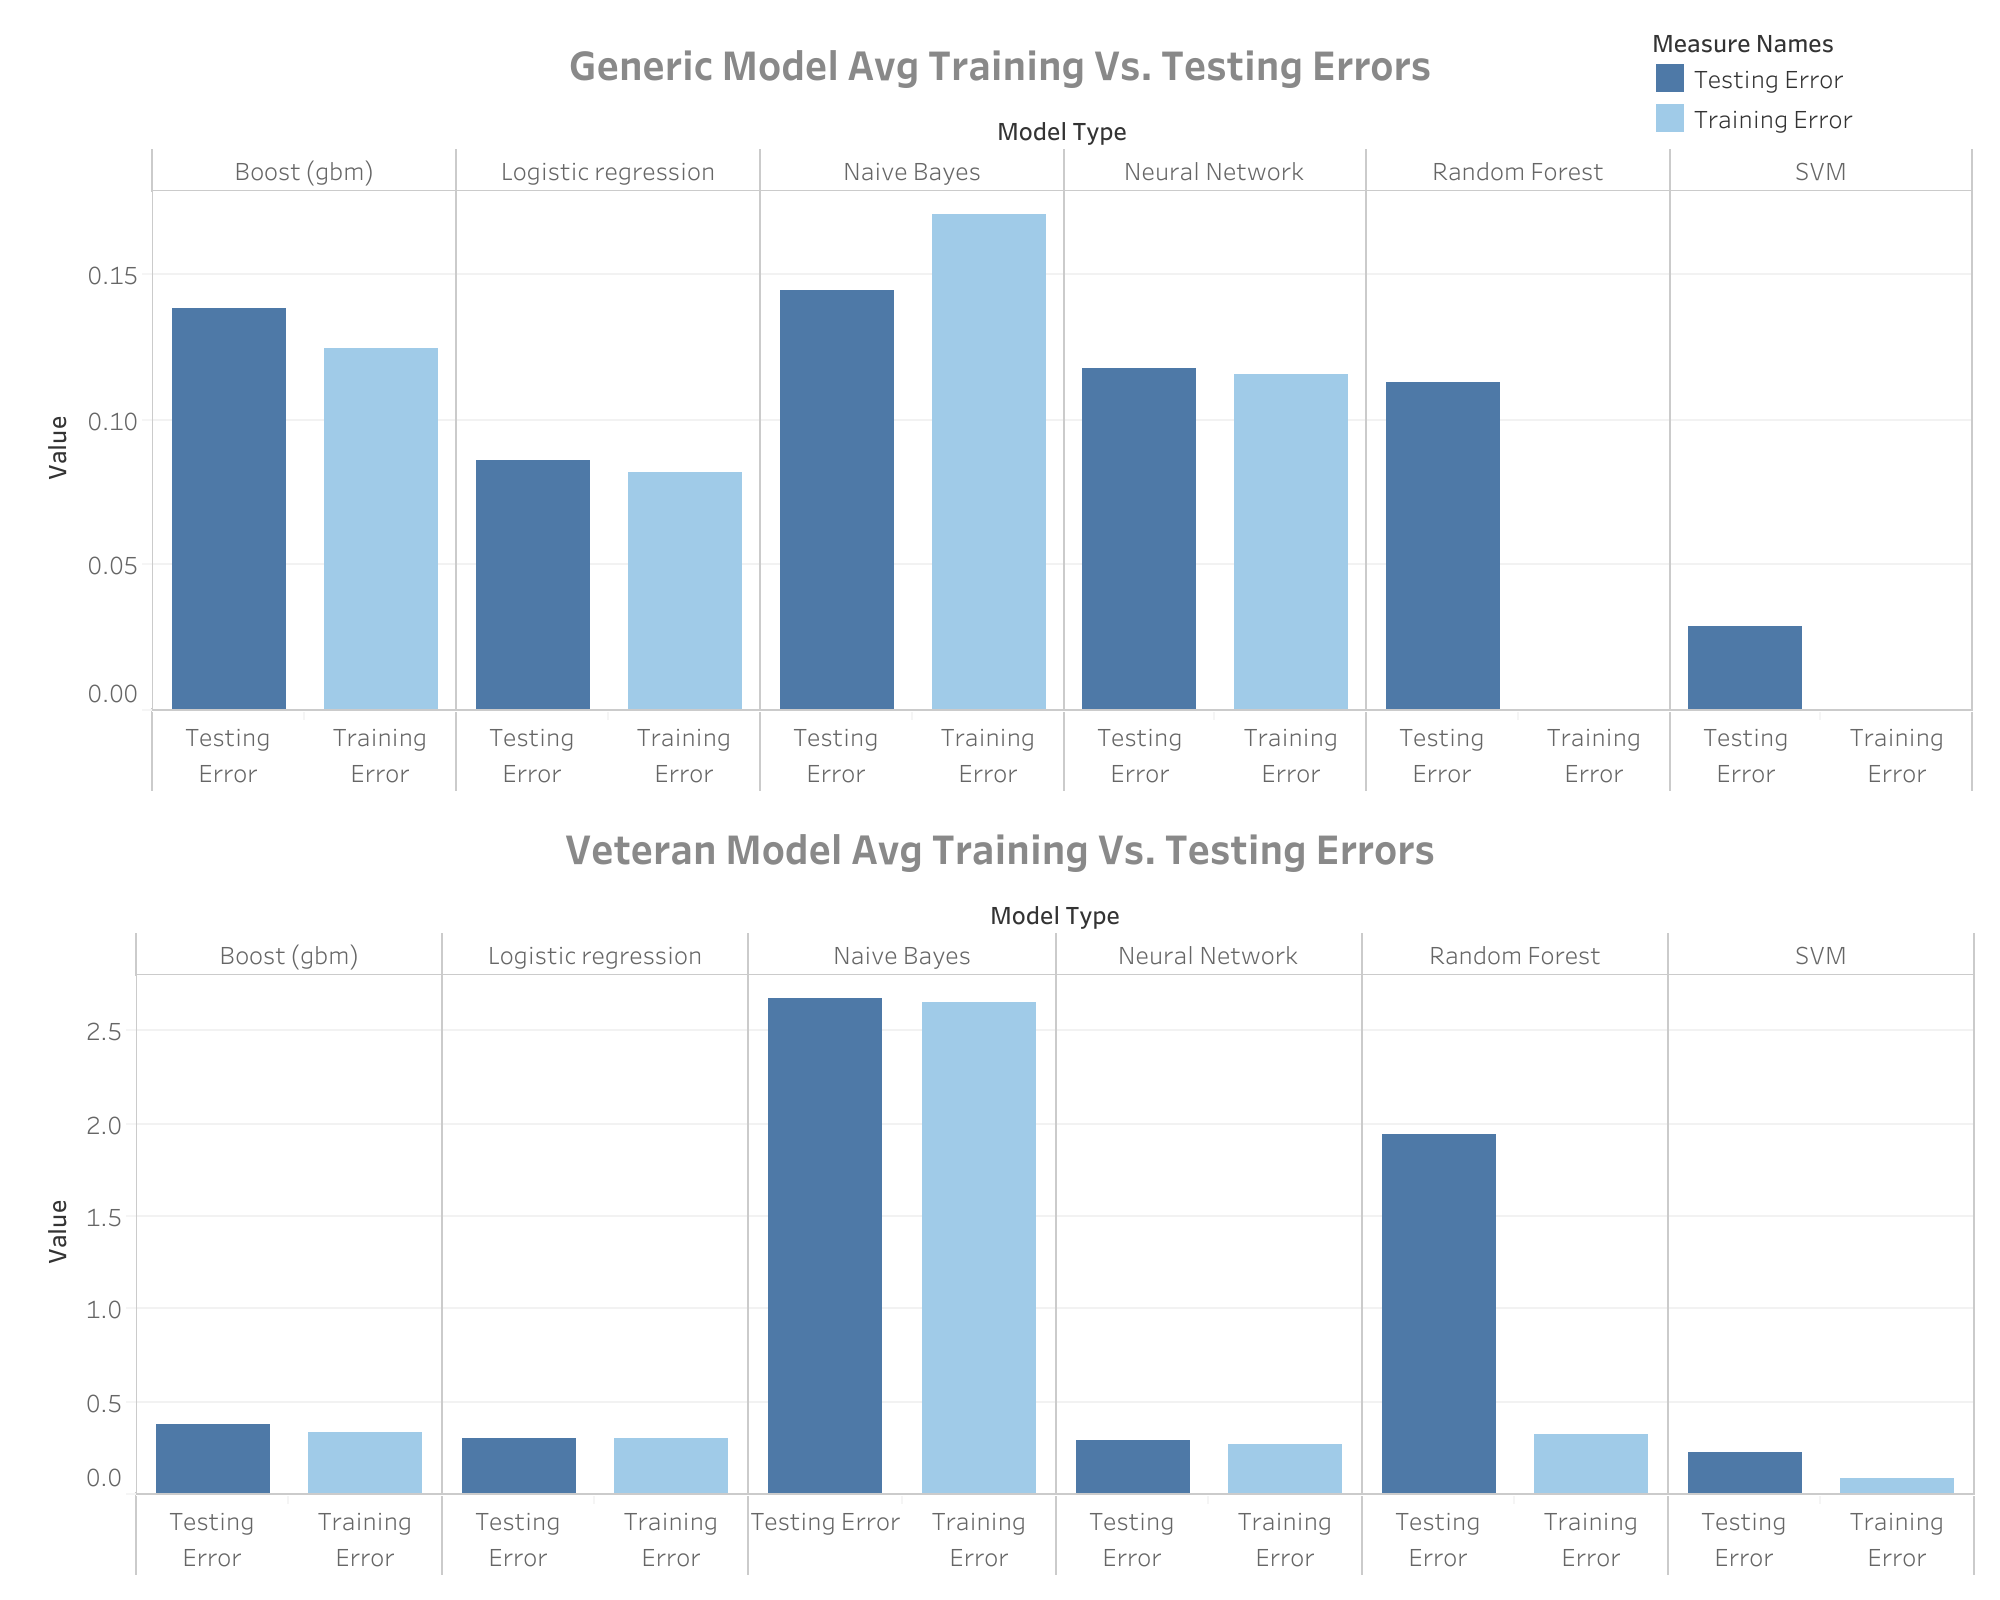 Generic Model Avg Training Vs. Testing Errors
Measure Names
Testing Error
Training Error
Model Type
Boost (gbm) Logistic regression Naive Bayes Neural Network Random Forest SVM
Value
0.15
0.10
0.05
0.00
Testing Training Testing Training Testing Training Testing Training Testing Training Testing Training
Error Error Error Error Error Error Error Error Error Error Error Error
Veteran Model Avg Training Vs. Testing Errors
Model Type
Boost (gbm) Logistic regression Naive Bayes Neural Network Random Forest SVM
Value
2.5
2.0
1.5
1.0
0.5
0.0
Testing Training Testing Training Testing Error Training Testing Training Testing Training Testing Training
Error Error Error Error Error Error Error Error Error Error Error